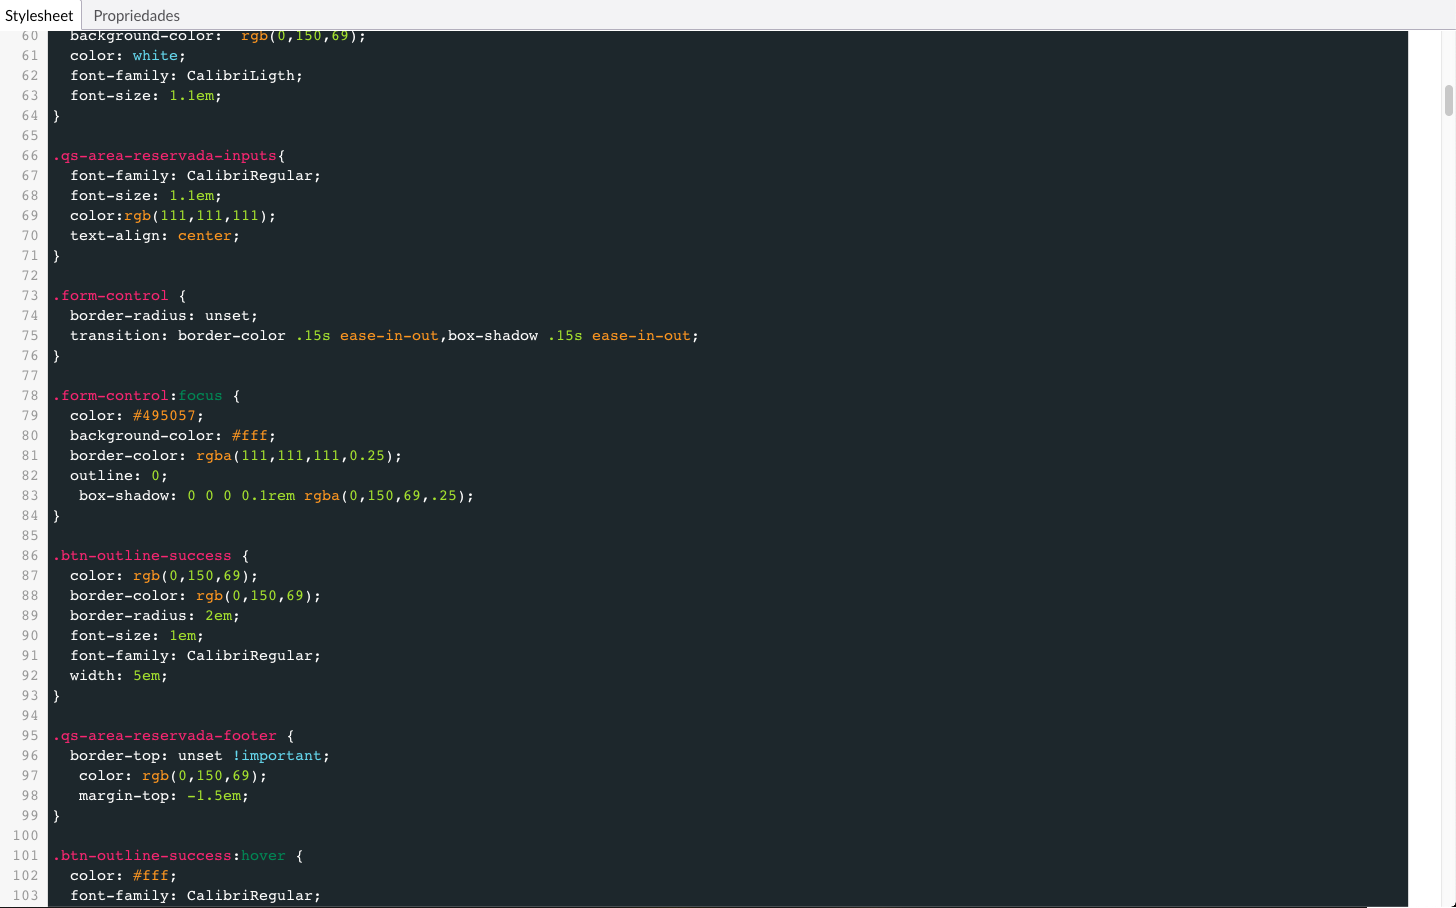 Stylesheet Propriedades
60 background-color:  rgb(0,150,69);
61 color: white;
62 font-family: CalibriLigth;
63 font-size: 1.1em;
64 }
65
66 .qs-area-reservada-inputs{
67 font-family: CalibriRegular;
68 font-size: 1.1em;
69 color:rgb(111,111,111);
70 text-align: center;
71 }
72
73 .form-control {
74 border-radius: unset;
75 transition: border-color .15s ease-in-out,box-shadow .15s ease-in-out;
76 }
77
78 .form-control:focus {
79 color: #495057;
80 background-color: #fff;
81 border-color: rgba(111,111,111,0.25);
82 outline: 0;
83 box-shadow: 0 0 0 0.1rem rgba(0,150,69,.25);
84 }
85
86 .btn-outline-success {
87 color: rgb(0,150,69);
88 border-color: rgb(0,150,69);
89 border-radius: 2em;
90 font-size: 1em;
91 font-family: CalibriRegular;
92 width: 5em;
93 }
94
95 .qs-area-reservada-footer {
96 border-top: unset !important;
97 color: rgb(0,150,69);
98 margin-top: -1.5em;
99 }
100
101 .btn-outline-success:hover {
102 color: #fff;
103 font-family: CalibriRegular;